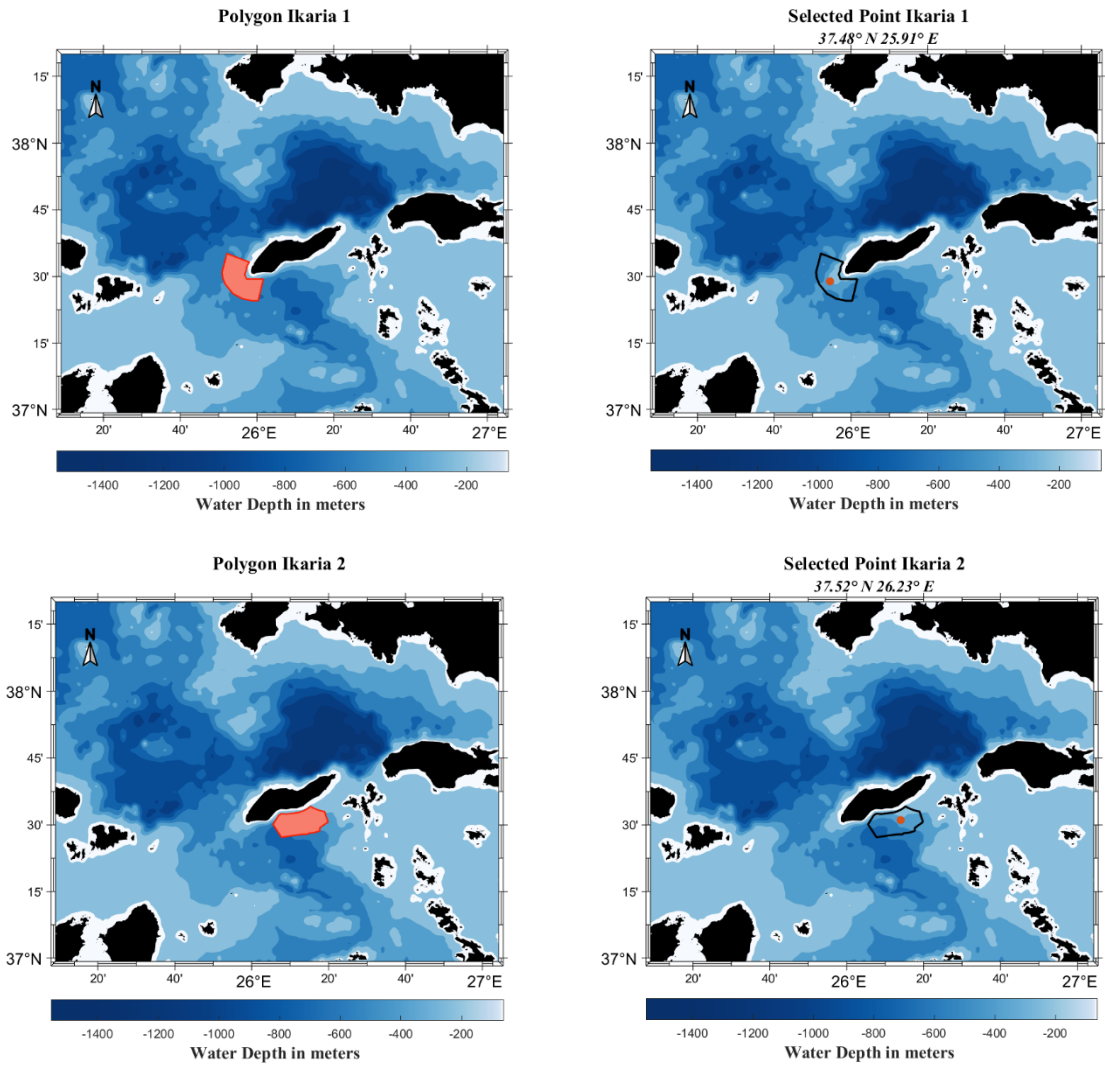 Polygon Ikaria 1
N
15'
38°N
45'
30'
15'
37°N
20' 40' 26°E 20' 40' 27°E
-1400 -1200 -1000 -800 -600 -400 -200
Water Depth in meters
Selected Point Ikaria 1
37.48° N 25.91° E
N
15'
38°N
45'
30'
15'
37°N
20' 40' 26°E 20' 40' 27°E
-1400 -1200 -1000 -800 -600 -400 -200
Water Depth in meters
Polygon Ikaria 2
N
15'
38°N
45'
30'
15'
37°N
20' 40' 26°E 20' 40' 27°E
-1400 -1200 -1000 -800 -600 -400 -200
Water Depth in meters
Selected Point Ikaria 2
37.52° N 26.23° E
N
15'
38°N
45'
30'
15'
37°N
20' 40' 26°E 20' 40' 27°E
-1400 -1200 -1000 -800 -600 -400 -200
Water Depth in meters